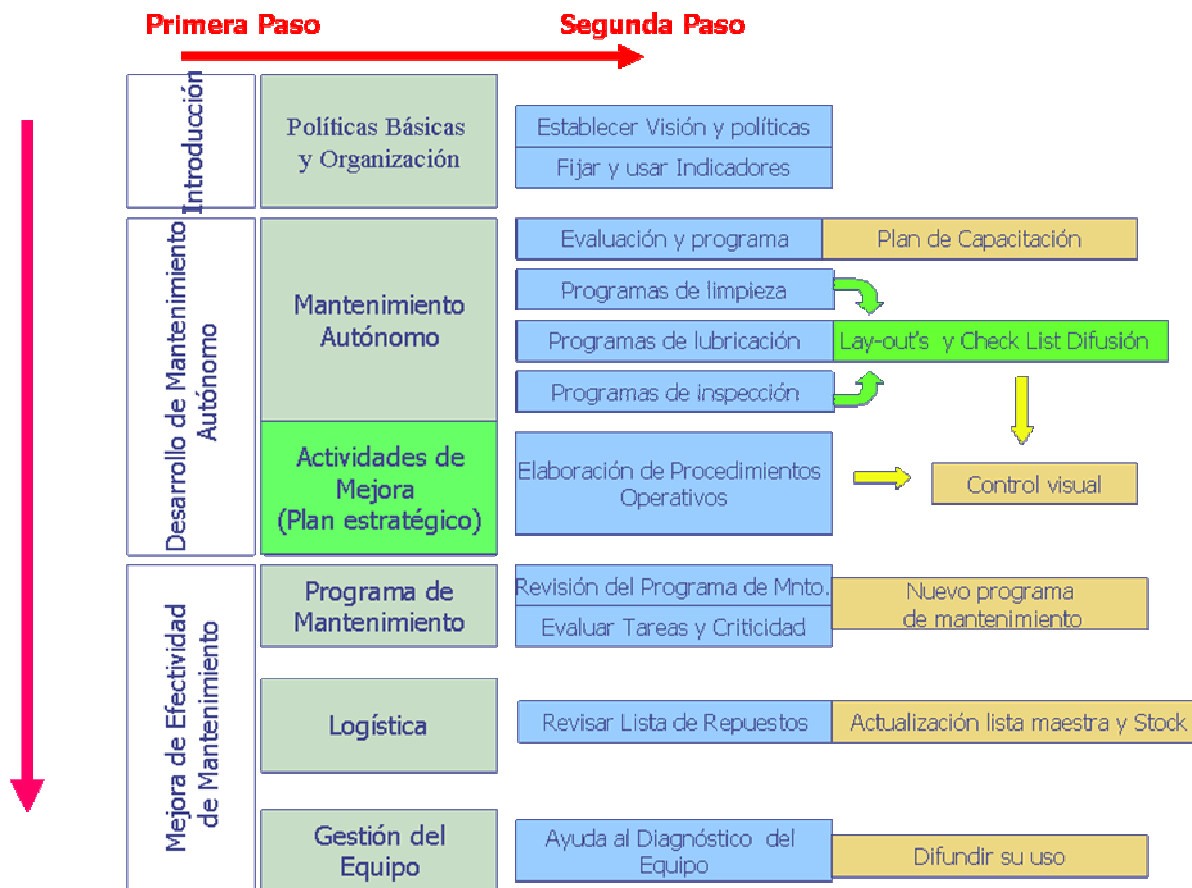 Primera Paso
Segunda Paso
Introducción
Políticas Básicas
y Organización
Establecer Visión y políticas
Fijar y usar Indicadores
Desarrollo de Mantenimiento
Autónomo
Mantenimiento
Autónomo
Evaluación y programa
Plan de Capacitación
Programas de limpieza
Programas de lubricación
Lay-out's y Check List Difusión
Programas de inspección
Actividades de
Mejora
(Plan estratégico)
Elaboración de Procedimientos
Operativos
Control visual
Mejora de Efectividad
de Mantenimiento
Programa de
Mantenimiento
Revisión del Programa de Mnto.
Evaluar Tareas y Criticidad
Nuevo programa
de mantenimiento
Logística
Revisar Lista de Repuestos
Actualización lista maestra y Stock
Gestión del
Equipo
Ayuda al Diagnóstico del
Equipo
Difundir su uso